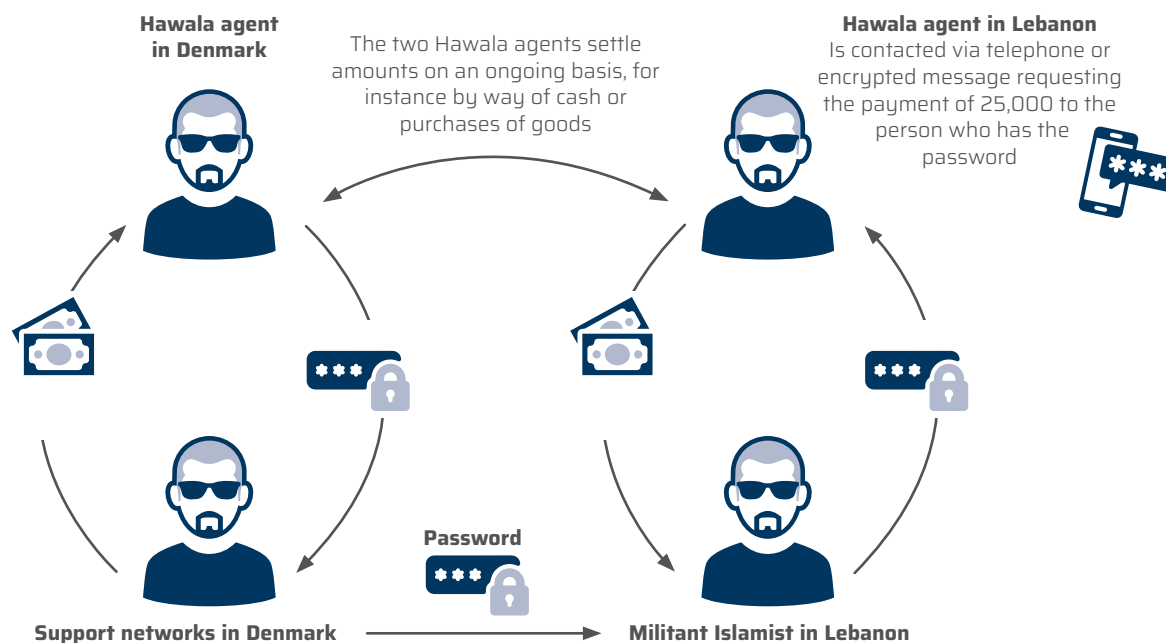 Hawala agent
in Denmark
The two Hawala agents settle
amounts on an ongoing basis, for
instance by way of cash or
purchases of goods
Hawala agent in Lebanon
Is contacted via telephone or
encrypted message requesting
the payment of 25,000 to the
person who has the
password
***
***
***
Password
***
Support networks in Denmark
Militant Islamist in Lebanon